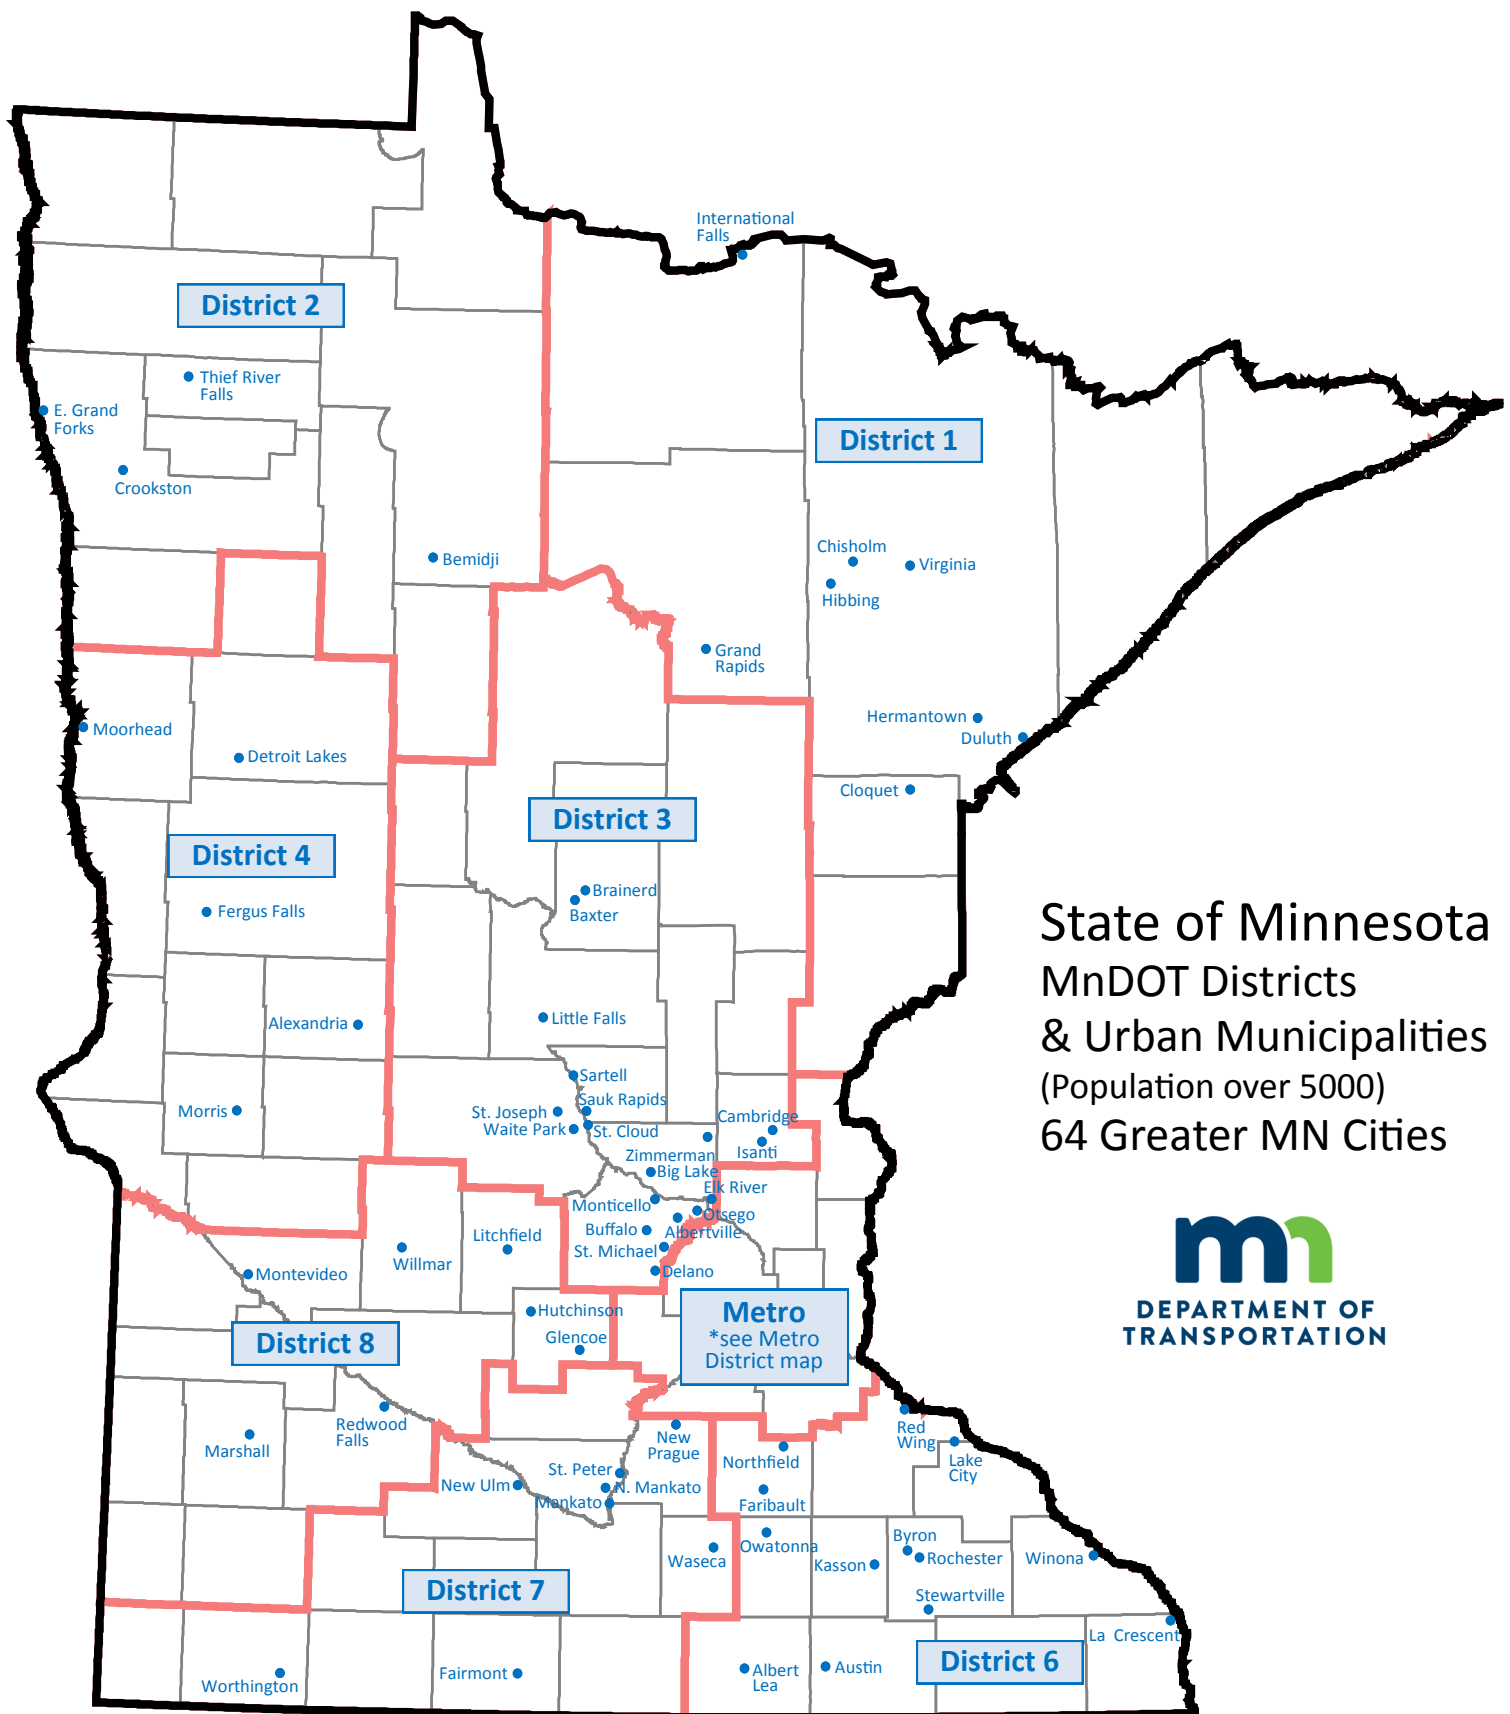 International
Falls
District 2
Thief River
Falls
E. Grand
Forks
District 1
Crookston
Chisholm
Bemidji
Virginia
Hibbing
Grand
Rapids
Hermantown
Moorhead
Duluth
Detroit Lakes
Cloquet
District 3
District 4
Brainerd
Baxter
Fergus Falls
State of Minnesota
MnDOT Districts
& Urban Municipalities
(Population over 5000)
64 Greater MN Cities
Little Falls
Alexandria
Sartell
Sauk Rapids
Morris
St. Joseph
Waite Park
St. Cloud
Cambridge
Isanti
Zimmerman
Big Lake
Elk River
Monticello
Otsego
Buffalo
Albertville
St. Michael
Litchfield
Willmar
Delano
Montevideo
Hutchinson
Glencoe
Metro
*see Metro
District map
mn
DEPARTMENT OF
TRANSPORTATION
District 8
Redwood
Falls
Marshall
New
Prague
Northfield
Red
Wing
Lake
City
St. Peter
New Ulm
N. Mankato
Mankato
Faribault
Owatonna
Waseca
Kasson
Byron
Rochester
Winona
Stewartville
District 7
La Crescent
District 6
Worthington
Fairmont
Albert
Lea
Austin